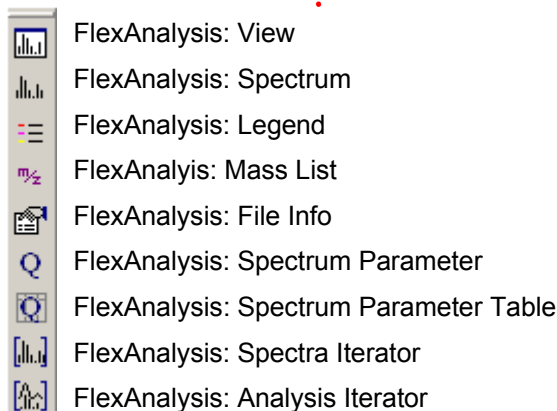 FlexAnalysis: View
FlexAnalysis: Spectrum
FlexAnalysis: Legend
m/z FlexAnalyis: Mass List
FlexAnalysis: File Info
Q FlexAnalysis: Spectrum Parameter
Q FlexAnalysis: Spectrum Parameter Table
FlexAnalysis: Spectra Iterator
FlexAnalysis: Analysis Iterator